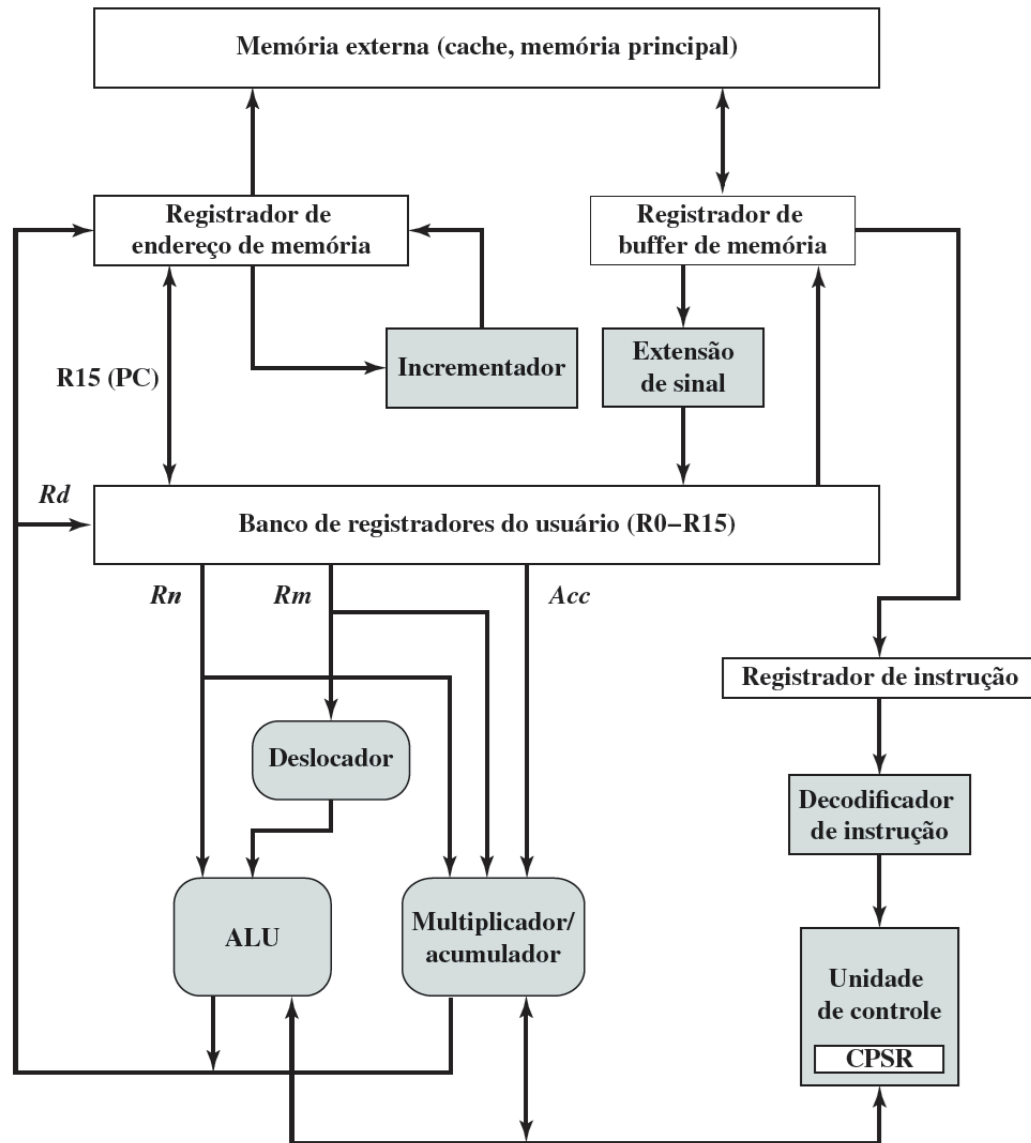 Memória externa (cache, memória principal)
Registrador de
endereço de memória
Registrador de
buffer de memória
Incrementador
Extensão
de sinal
R15 (PC)
Rd
Banco de registradores do usuário (R0–R15)
Rn
Rm
Acc
Registrador de instrução
Deslocador
Decodificador
de instrução
ALU
Multiplicador/
acumulador
Unidade
de controle
CPSR